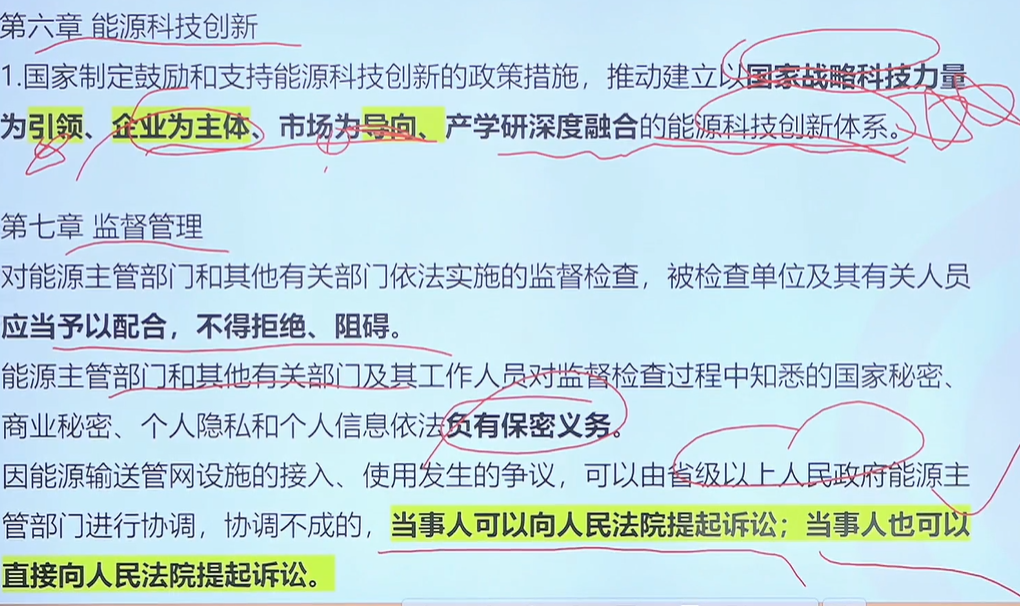 第六章 能源科技创新
1.国家制定鼓励和支持能源科技创新的政策措施，推动建立以国家战略科技力量
为引领、企业为主体、市场为导向、产学研深度融合的能源科技创新体系。
第七章 监督管理
对能源主管部门和其他有关部门依法实施的监督检查，被检查单位及其有关人员
应当予以配合，不得拒绝、阻碍。
能源主管部门和其他有关部门及其工作人员对监督检查过程中知悉的国家秘密、
商业秘密、个人隐私和个人信息依法负有保密义务。
因能源输送管网设施的接入、使用发生的争议，可以由省级以上人民政府能源主
管部门进行协调，协调不成的，当事人可以向人民法院提起诉讼；当事人也可以
直接向人民法院提起诉讼。